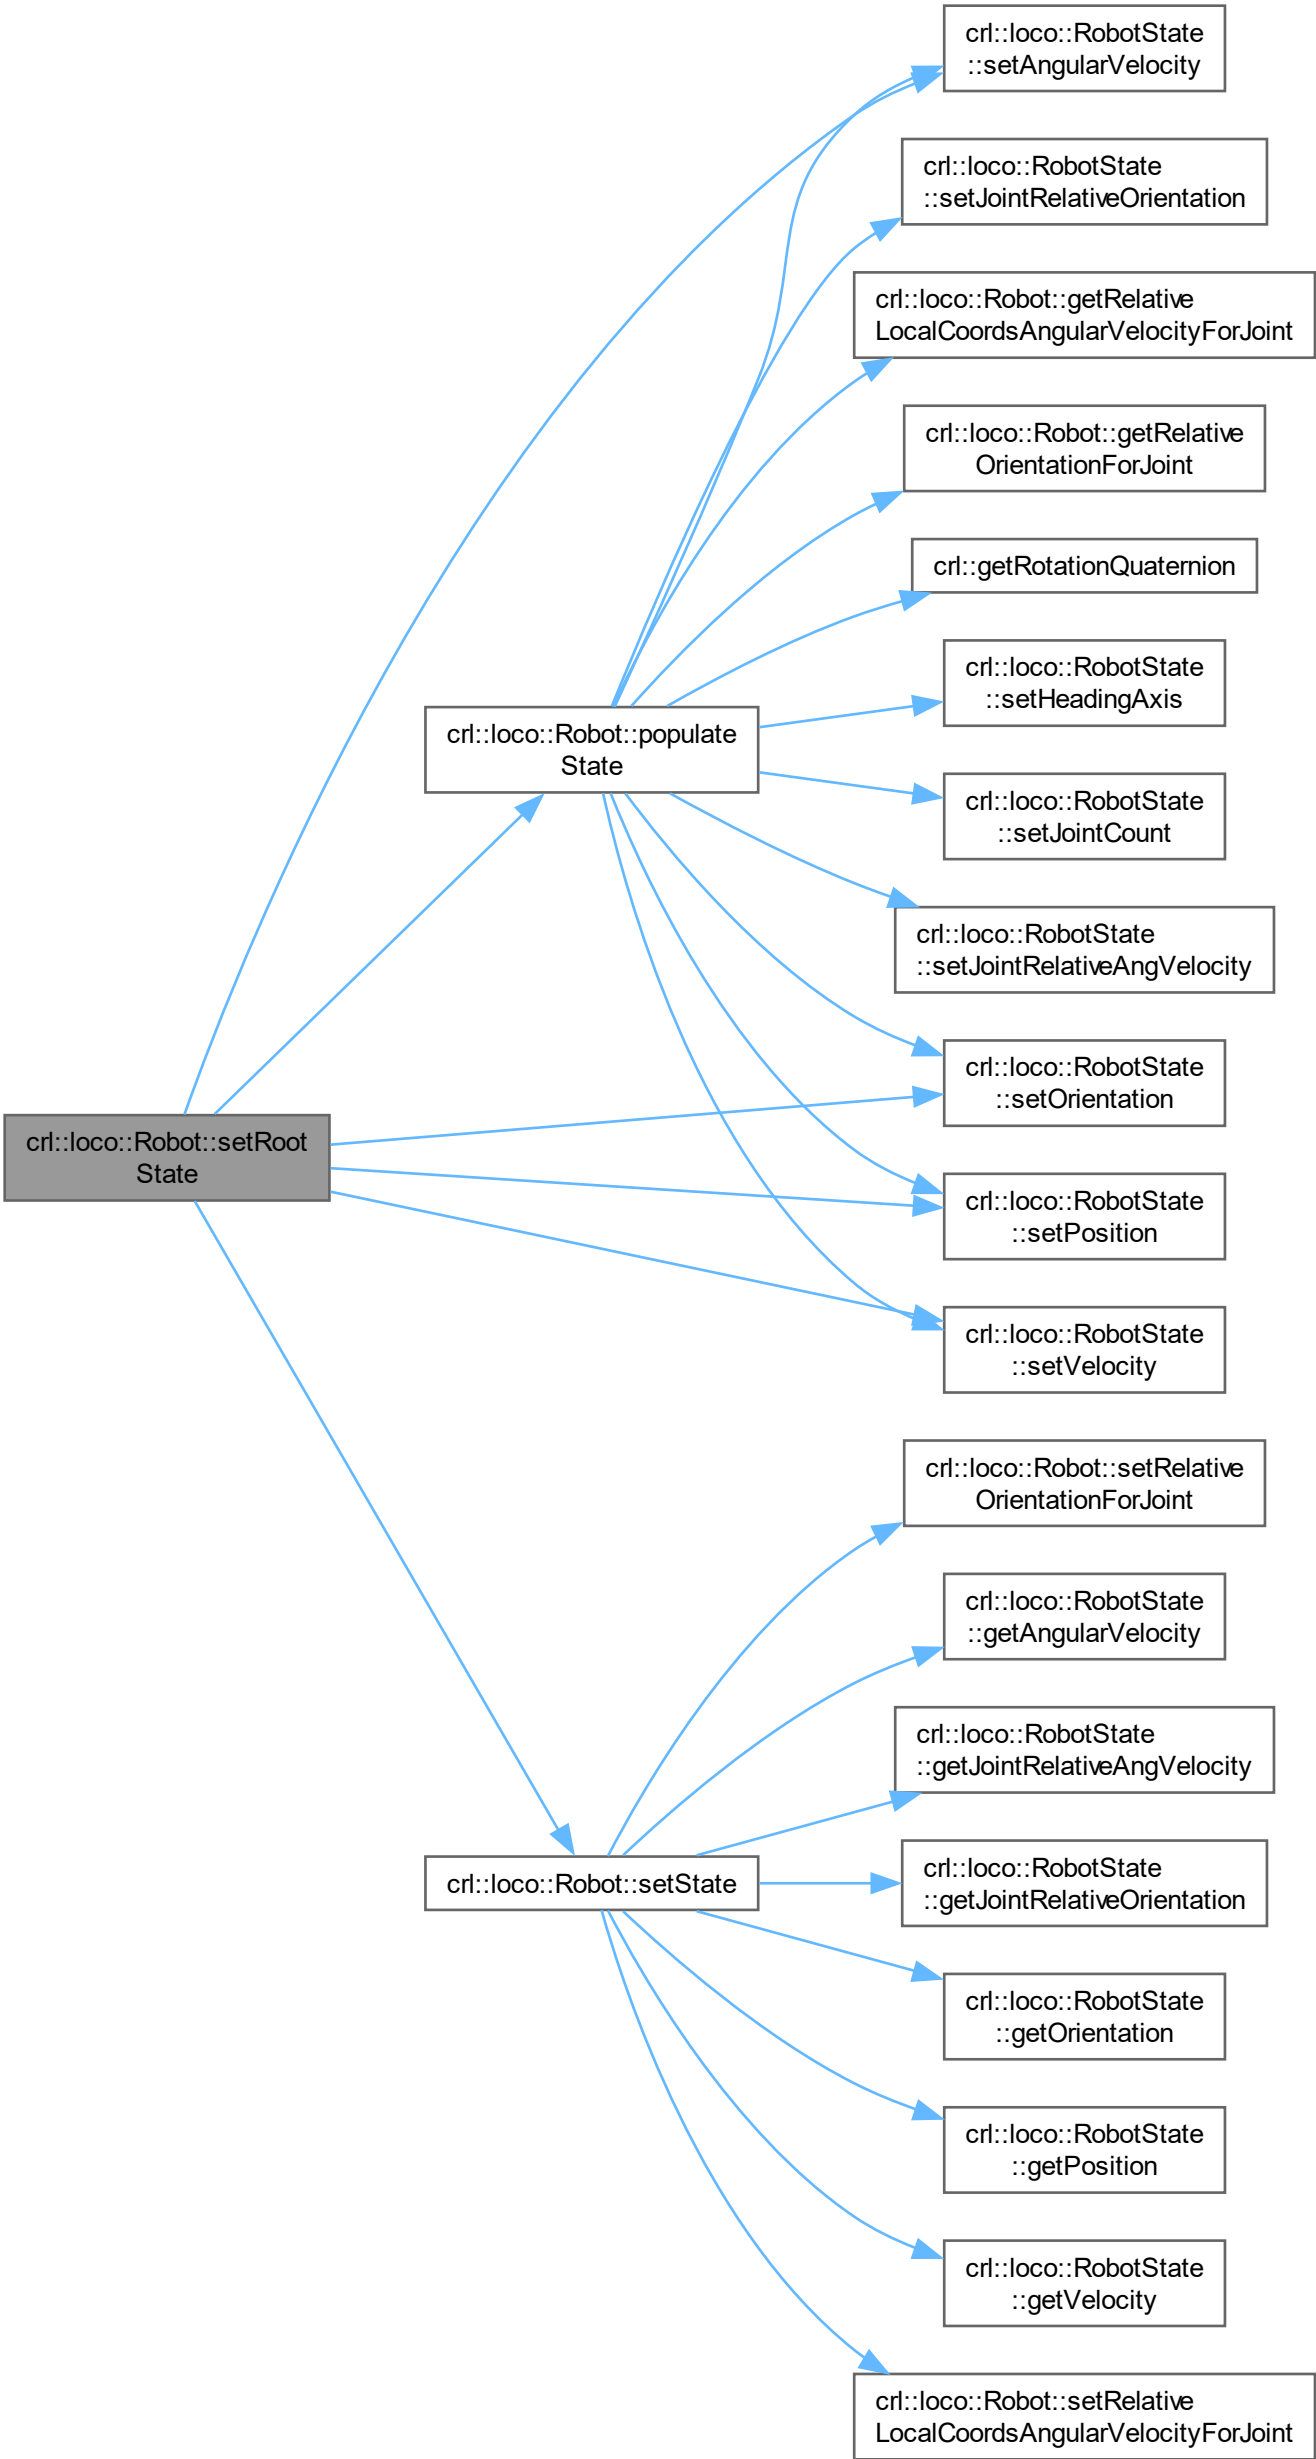 crl::loco::RobotState
::setAngularVelocity
crl::loco::RobotState
::setJointRelativeOrientation
crl::loco::Robot::getRelative
LocalCoordsAngularVelocityForJoint
crl::loco::Robot::getRelative
OrientationForJoint
crl::getRotationQuaternion
crl::loco::RobotState
::setHeadingAxis
crl::loco::Robot::populate
State
crl::loco::RobotState
::setJointCount
crl::loco::RobotState
::setJointRelativeAngVelocity
crl::loco::RobotState
::setOrientation
crl::loco::Robot::setRoot
State
crl::loco::RobotState
::setPosition
crl::loco::RobotState
::setVelocity
crl::loco::Robot::setRelative
OrientationForJoint
crl::loco::RobotState
::getAngularVelocity
crl::loco::RobotState
::getJointRelativeAngVelocity
crl::loco::Robot::setState
crl::loco::RobotState
::getJointRelativeOrientation
crl::loco::RobotState
::getOrientation
crl::loco::RobotState
::getPosition
crl::loco::RobotState
::getVelocity
crl::loco::Robot::setRelative
LocalCoordsAngularVelocityForJoint